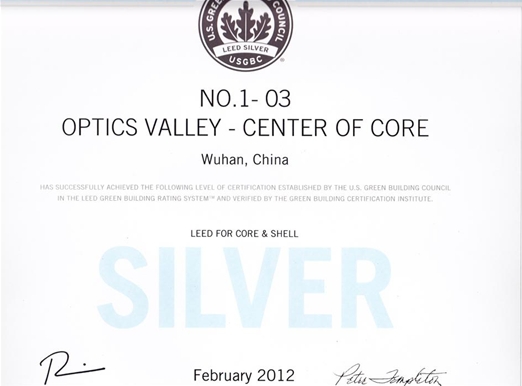 U.S. GREEN
COUNCIL
LEED SILVER
USGBC
®
NO.1- 03
OPTICS VALLEY - CENTER OF CORE
Wuhan, China
HAS SUCCESSFULLY ACHIEVED THE FOLLOWING LEVEL OF CERTIFICATION ESTABLISHED BY THE U.S. GREEN BUILDING COUNCIL
IN THE LEED GREEN BUILDING RATING SYSTEM™ AND VERIFIED BY THE GREEN BUILDING CERTIFICATION INSTITUTE.
LEED FOR CORE & SHELL
SILVER
February 2012
Peter Templeton